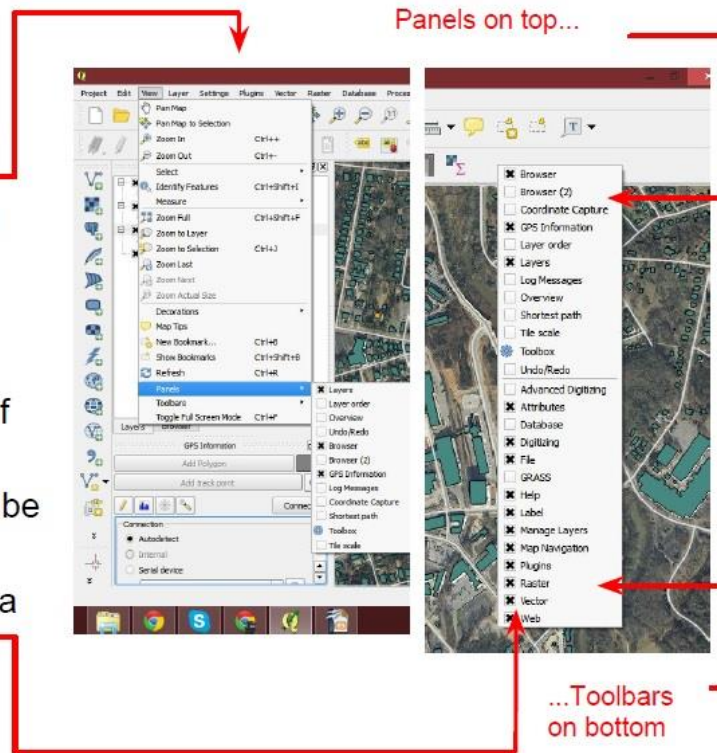 Panels on top...
of
be
a
Project Edit View Layer Settings Plugins Vector Raster Database Proces
Pan Map
Pan Map to Selection
Zoom In Ctrl++
Zoom Out Ctrl+-
Select
Identify Features Ctrl+Shift+I
Measure
Zoom Full Ctrl+Shift+F
Zoom to Layer
Zoom to Selection Ctrl+J
Zoom Last
Zoom Next
Zoom Actual Size
Decorations
Map Tips
New Bookmark... Ctrl+B
Show Bookmarks Ctrl+Shift+B
Refresh Ctrl+R
Panels
Toolbars
Toggle Full Screen Mode Ctrl+F
Layers
Layer order
Overview
Undo/Redo
Browser
Browser (2)
GPS Information
Log Messages
Coordinate Capture
Shortest path
Toolbox
Tile scale
Layers Browser
GPS Information
Add Polygon
Add track point
Connec
Connection
Autodetect
Internal
Serial device
Browser
Browser (2)
Coordinate Capture
GPS Information
Layer order
Layers
Log Messages
Overview
Shortest path
Tile scale
Toolbox
Undo/Redo
Advanced Digitizing
Attributes
Database
Digitizing
File
GRASS
Help
Label
Manage Layers
Map Navigation
Plugins
Raster
Vector
Web
...Toolbars
on bottom